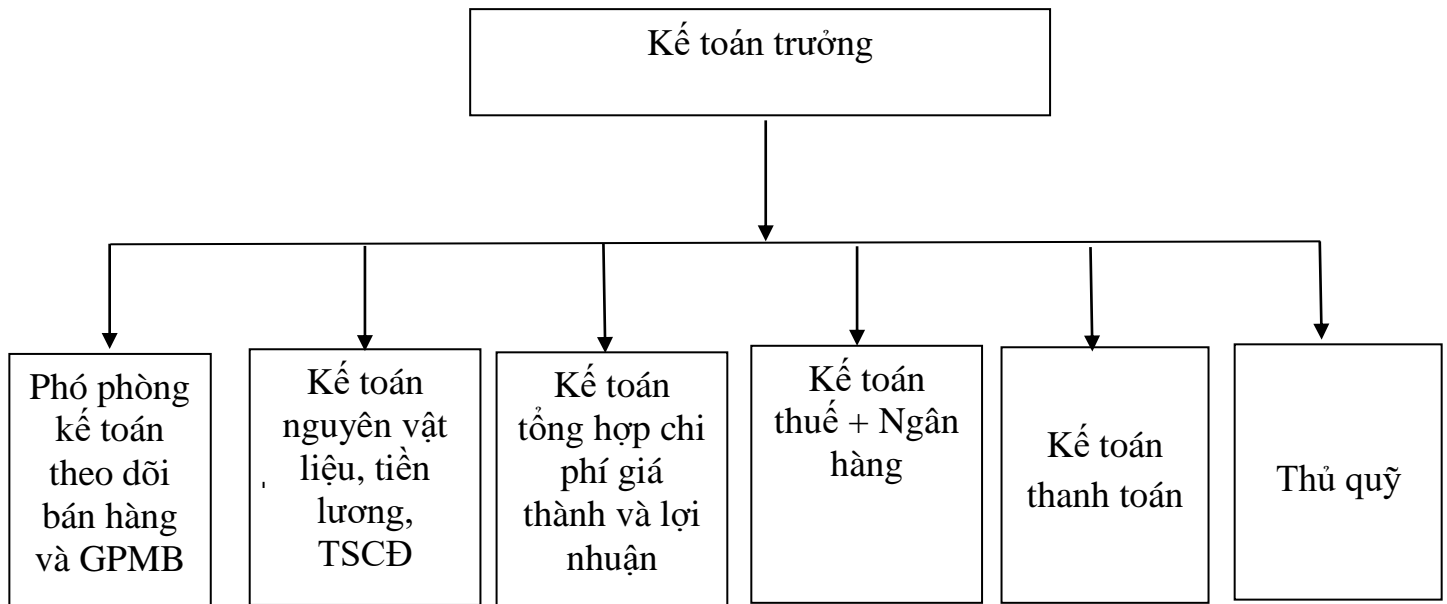 Kế toán trưởng
Phó phòng
kế toán
theo dõi
bán hàng
và GPMB
Kế toán
nguyên vật
liệu, tiền
lương,
TSCĐ
Kế toán
tổng hợp chi
phí giá
thành và lợi
nhuận
Kế toán
thuế + Ngân
hàng
Kế toán
thanh toán
Thủ quỹ